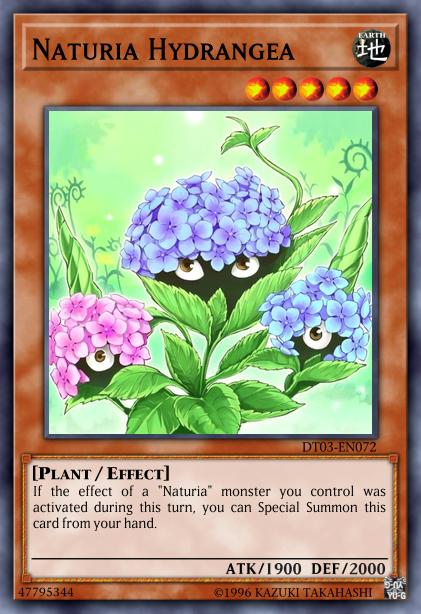 Naturia Hydrangea
EARTH
地
DT03-EN072
[Plant / Effect]
If the effect of a "Naturia" monster you control was
activated during this turn, you can Special Summon this
card from your hand.
ATK/1900 DEF/2000
47795344
©1996 KAZUKI TAKAHASHI